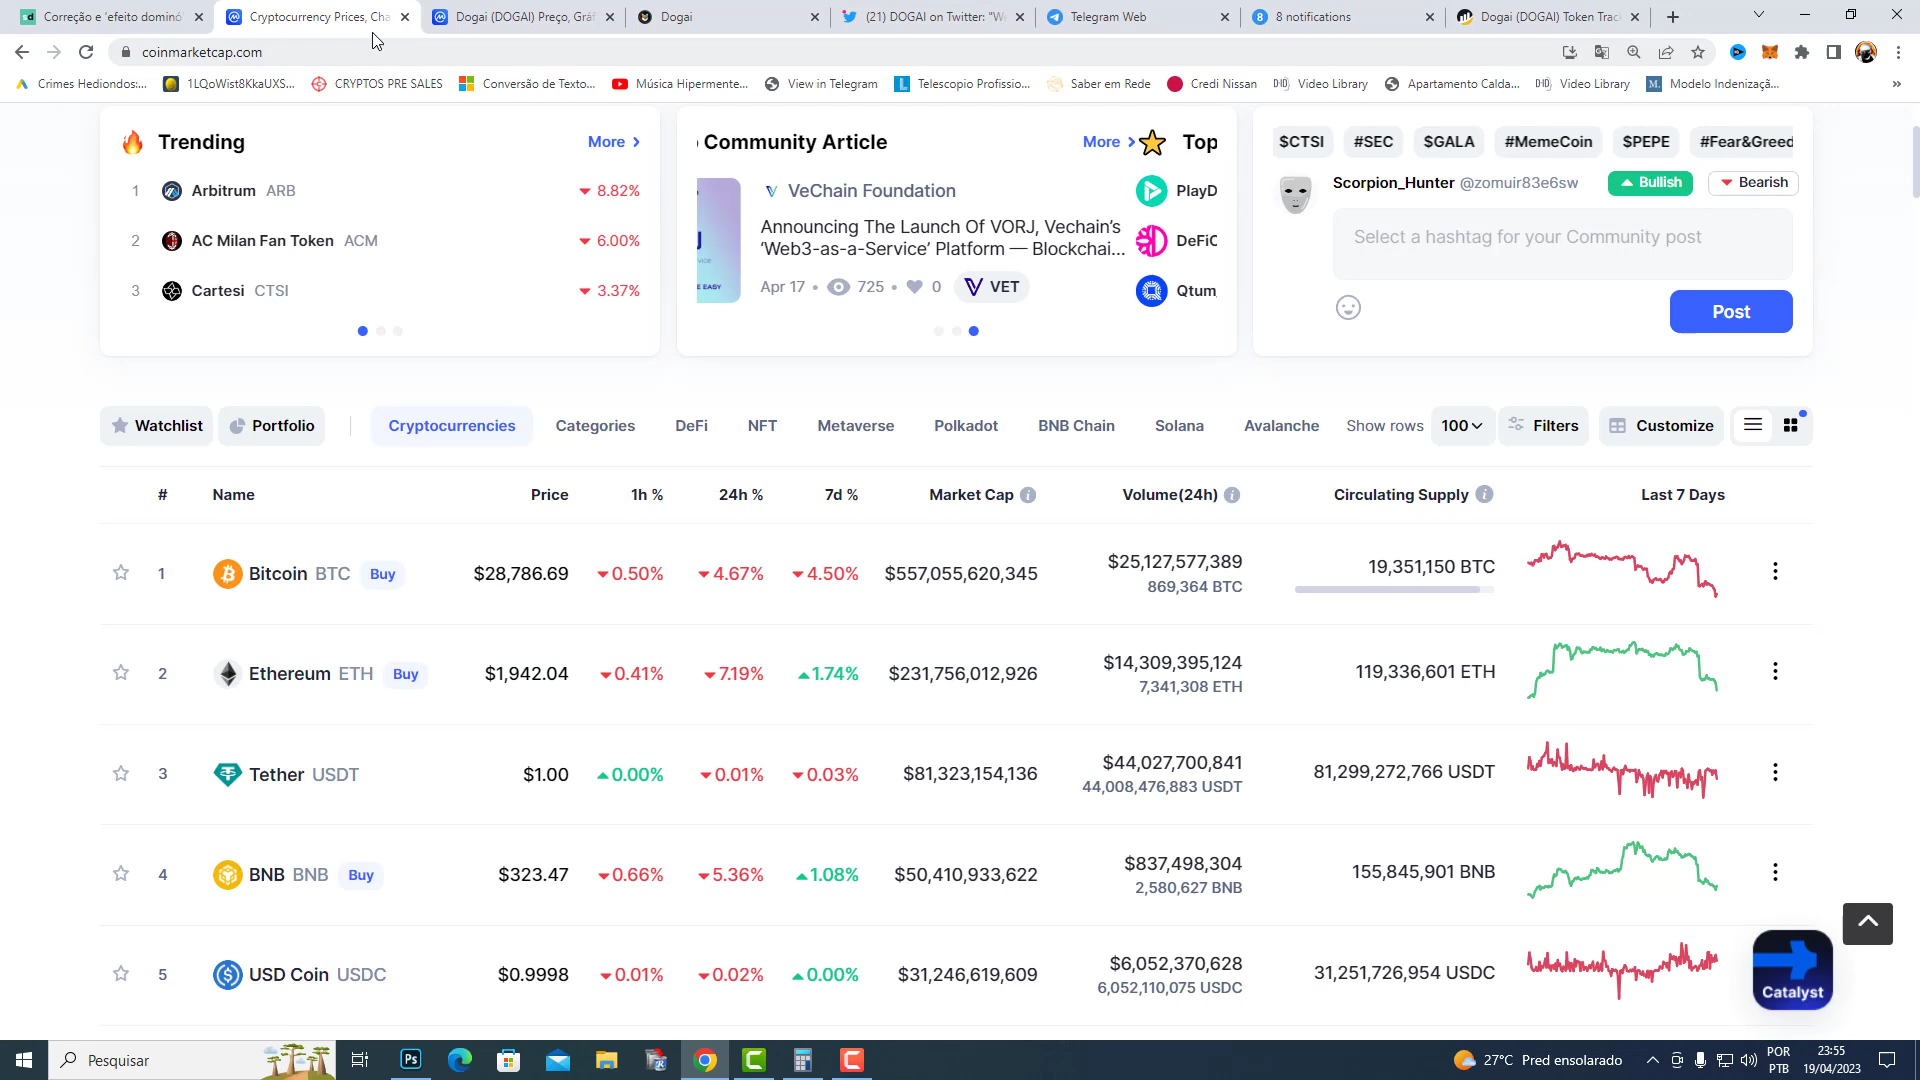 Correção e 'efeito dominó'
Cryptocurrency Prices, Cha
Dogai (DOGAI) Preço, Gráf
Dogai
(21) DOGAI on Twitter: "W
Telegram Web
8 notifications
Dogai (DOGAI) Token Trac
coinmarketcap.com
Crimes Hediondos:...
1LQoWist8KkaUXS...
CRYPTOS PRE SALES
Conversão de Texto...
Música Hipermente...
View in Telegram
Telescopio Profissio...
Saber em Rede
Credi Nissan
Video Library
Apartamento Calda...
Video Library
Modelo Indenizaçã...
»
Trending
More >
1 Arbitrum ARB 8.82%
2 AC Milan Fan Token ACM 6.00%
3 Cartesi CTSI 3.37%
Community Article
More >
VeChain Foundation
Announcing The Launch Of VORJ, Vechain's
'Web3-as-a-Service' Platform — Blockchai...
EASY
Apr 17 • 725 • 0 VET
Top
PlayD
DeFiC
Qtum
$CTSI #SEC $GALA #MemeCoin $PEPE #Fear&Greed
Scorpion_Hunter @zomuir83e6sw Bullish Bearish
Select a hashtag for your Community post
Post
Watchlist Portfolio Cryptocurrencies Categories DeFi NFT Metaverse Polkadot BNB Chain Solana Avalanche Show rows 100 Filters Customize
# Name Price 1h % 24h % 7d % Market Cap Volume(24h) Circulating Supply Last 7 Days
1 Bitcoin BTC Buy $28,786.69 0.50% 4.67% 4.50% $557,055,620,345 $25,127,577,389 19,351,150 BTC
869,364 BTC
2 Ethereum ETH Buy $1,942.04 0.41% 7.19% 1.74% $231,756,012,926 $14,309,395,124 119,336,601 ETH
7,341,308 ETH
3 Tether USDT $1.00 0.00% 0.01% 0.03% $81,323,154,136 $44,027,700,841 81,299,272,766 USDT
44,008,476,883 USDT
4 BNB BNB Buy $323.47 0.66% 5.36% 1.08% $50,410,933,622 $837,498,304 155,845,901 BNB
2,580,627 BNB
5 USD Coin USDC $0.9998 0.01% 0.02% 0.00% $31,246,619,609 $6,052,370,628 31,251,726,954 USDC
6,052,110,075 USDC
Catalyst
Pesquisar
Ps
27°C Pred ensolarado
POR
PTB
23:55
19/04/2023